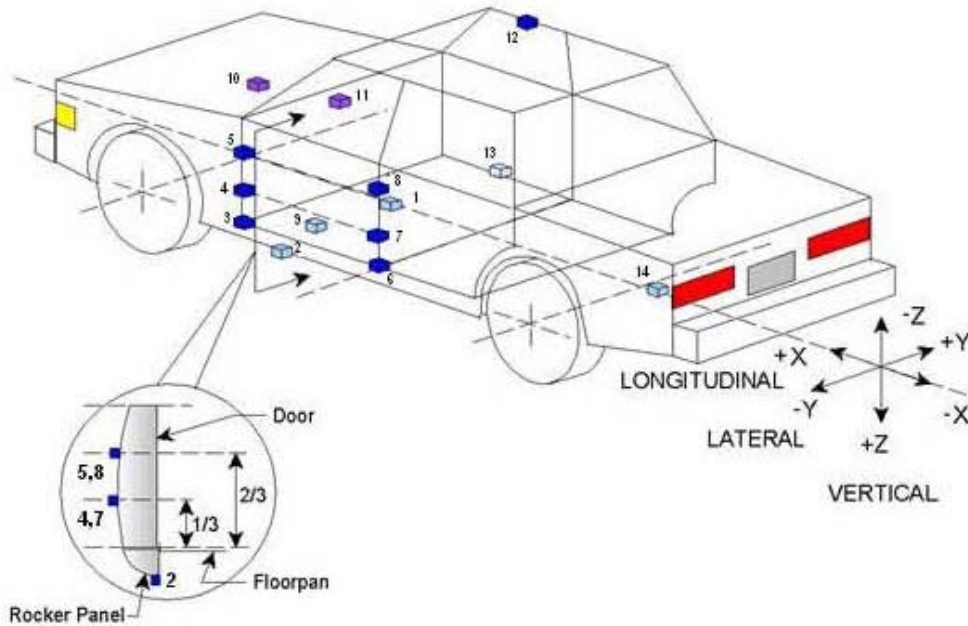 12
10
11
5
13
8
4
1
3
9
7
2
6
14
-Z
+X
+Y
LONGITUDINAL
-Y
-X
LATERAL
+Z
VERTICAL
Door
5,8
2/3
4,7
1/3
2
Floorpan
Rocker Panel